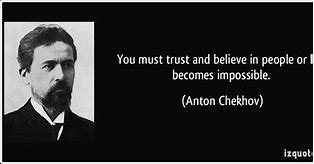 You must trust and believe in people or
becomes impossible.
(Anton Chekhov)